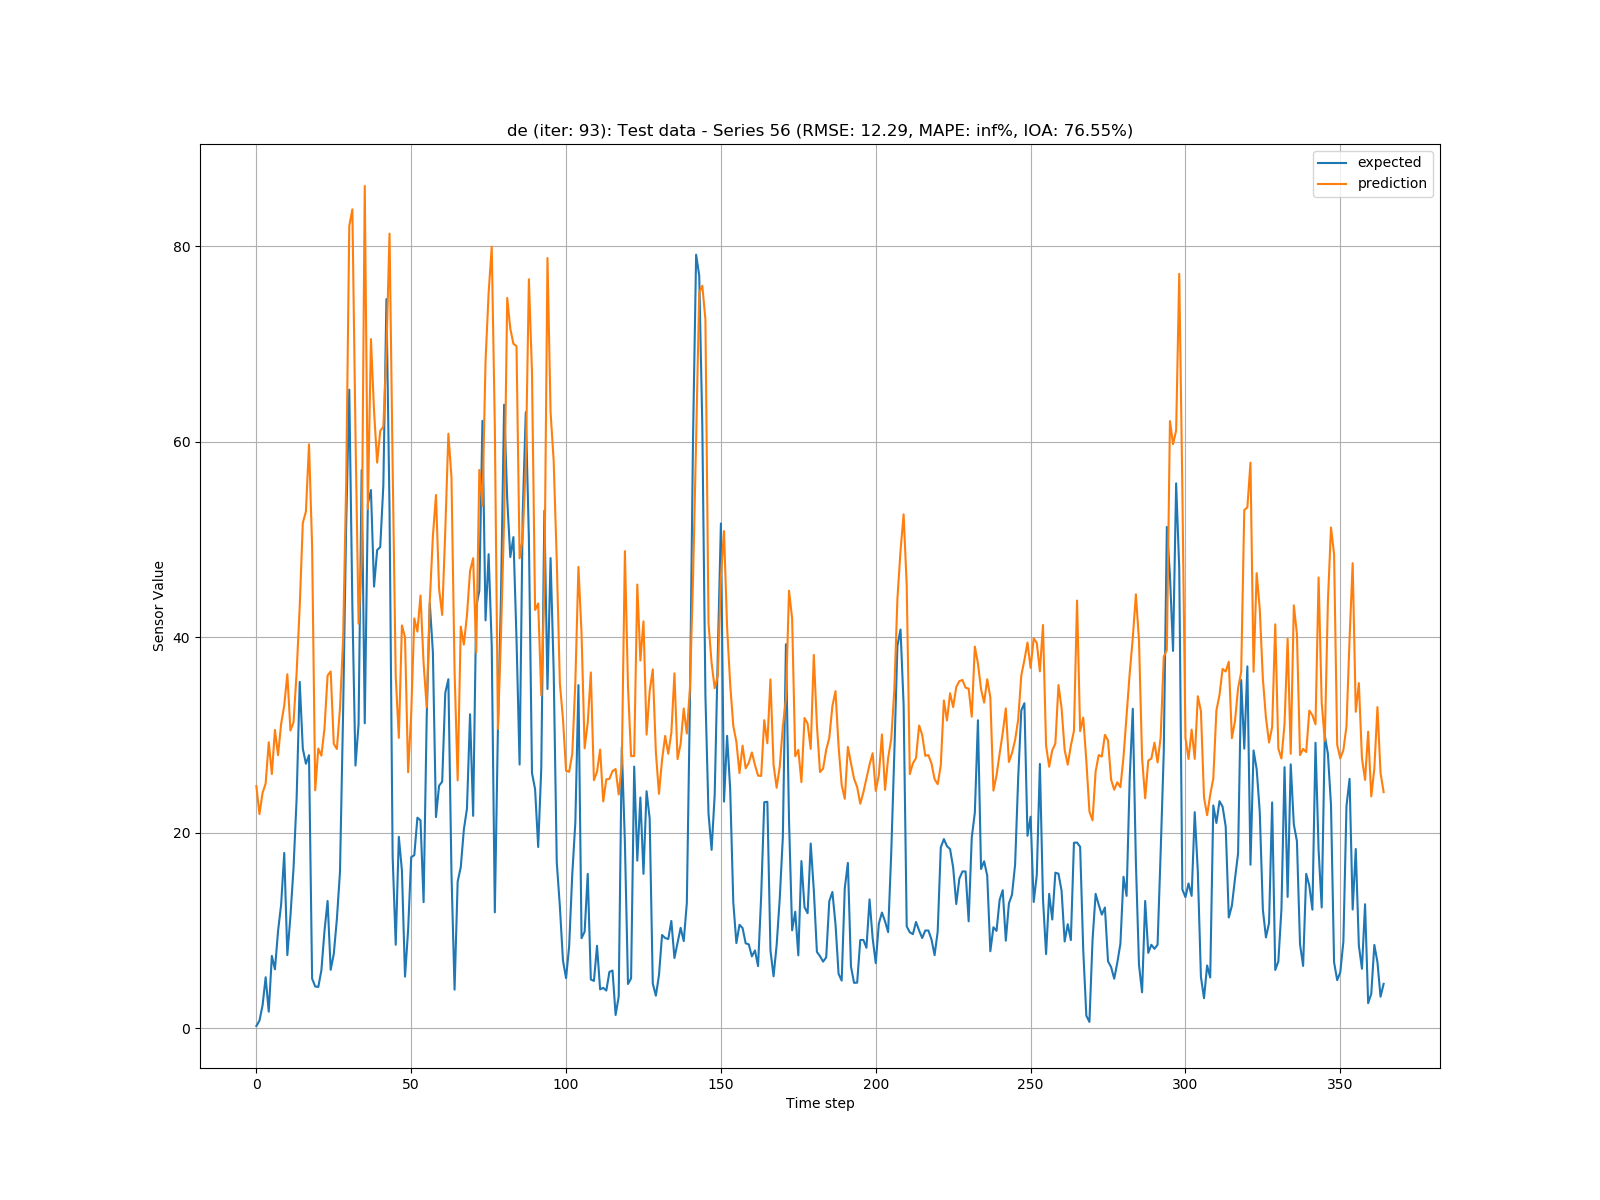 de (iter: 93): Test data - Series 56 (RMSE: 12.29, MAPE: inf%, IOA: 76.55%)
expected
prediction
80
60
40
20
0
Sensor Value
0 50 100 150 200 250 300 350
Time step